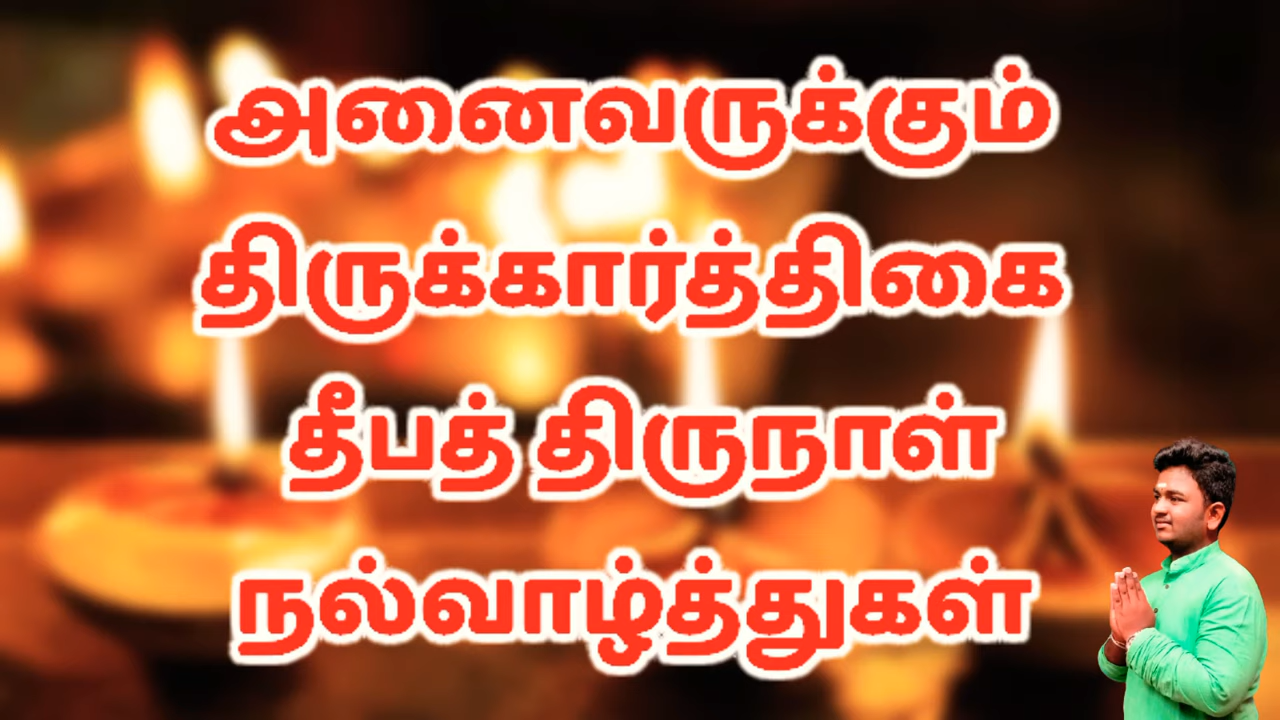 அனைவருக்கும்
திருக்கார்த்திகை
தீபத் திருநாள்
நல்வாழ்த்துகள்